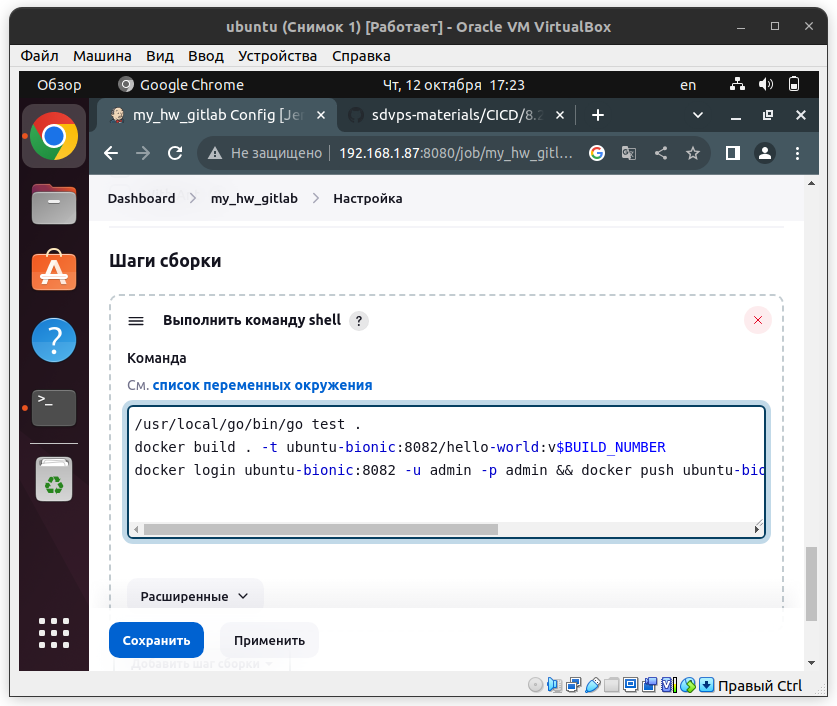 ubuntu (Снимок 1) [Работает] - Oracle VM VirtualBox
Файл Машина Вид Ввод Устройства Справка
Обзор Google Chrome Чт, 12 октября 17:23 en
my_hw_gitlab Config [Je sdvps-materials/CICD/8.2
Не защищено 192.168.1.87:8080/job/my_hw_gitl...
Dashboard my_hw_gitlab Настройка
Шаги сборки
Выполнить команду shell ?
Команда
См. список переменных окружения
/usr/local/go/bin/go test .
docker build . -t ubuntu-bionic:8082/hello-world:v$BUILD_NUMBER
docker login ubuntu-bionic:8082 -u admin -p admin && docker push ubuntu-bio
Расширенные
Сохранить Применить
Добавить шаг сборки
Правый Ctrl